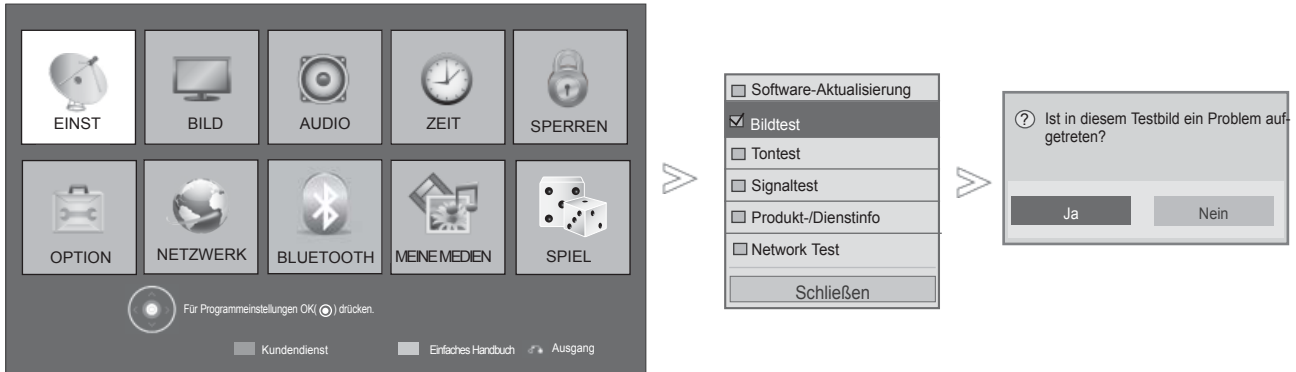 EINST BILD AUDIO ZEIT SPERREN
OPTION NETZWERK BLUETOOTH MEINE MEDIEN SPIEL
Für Programmeinstellungen OK( ) drücken.
Kundendienst Einfaches Handbuch Ausgang
Software-Aktualisierung
Bildtest
Tontest
Signaltest
Produkt-/Dienstinfo
Network Test
Schließen
? Ist in diesem Testbild ein Problem auf-
getreten?
Ja Nein